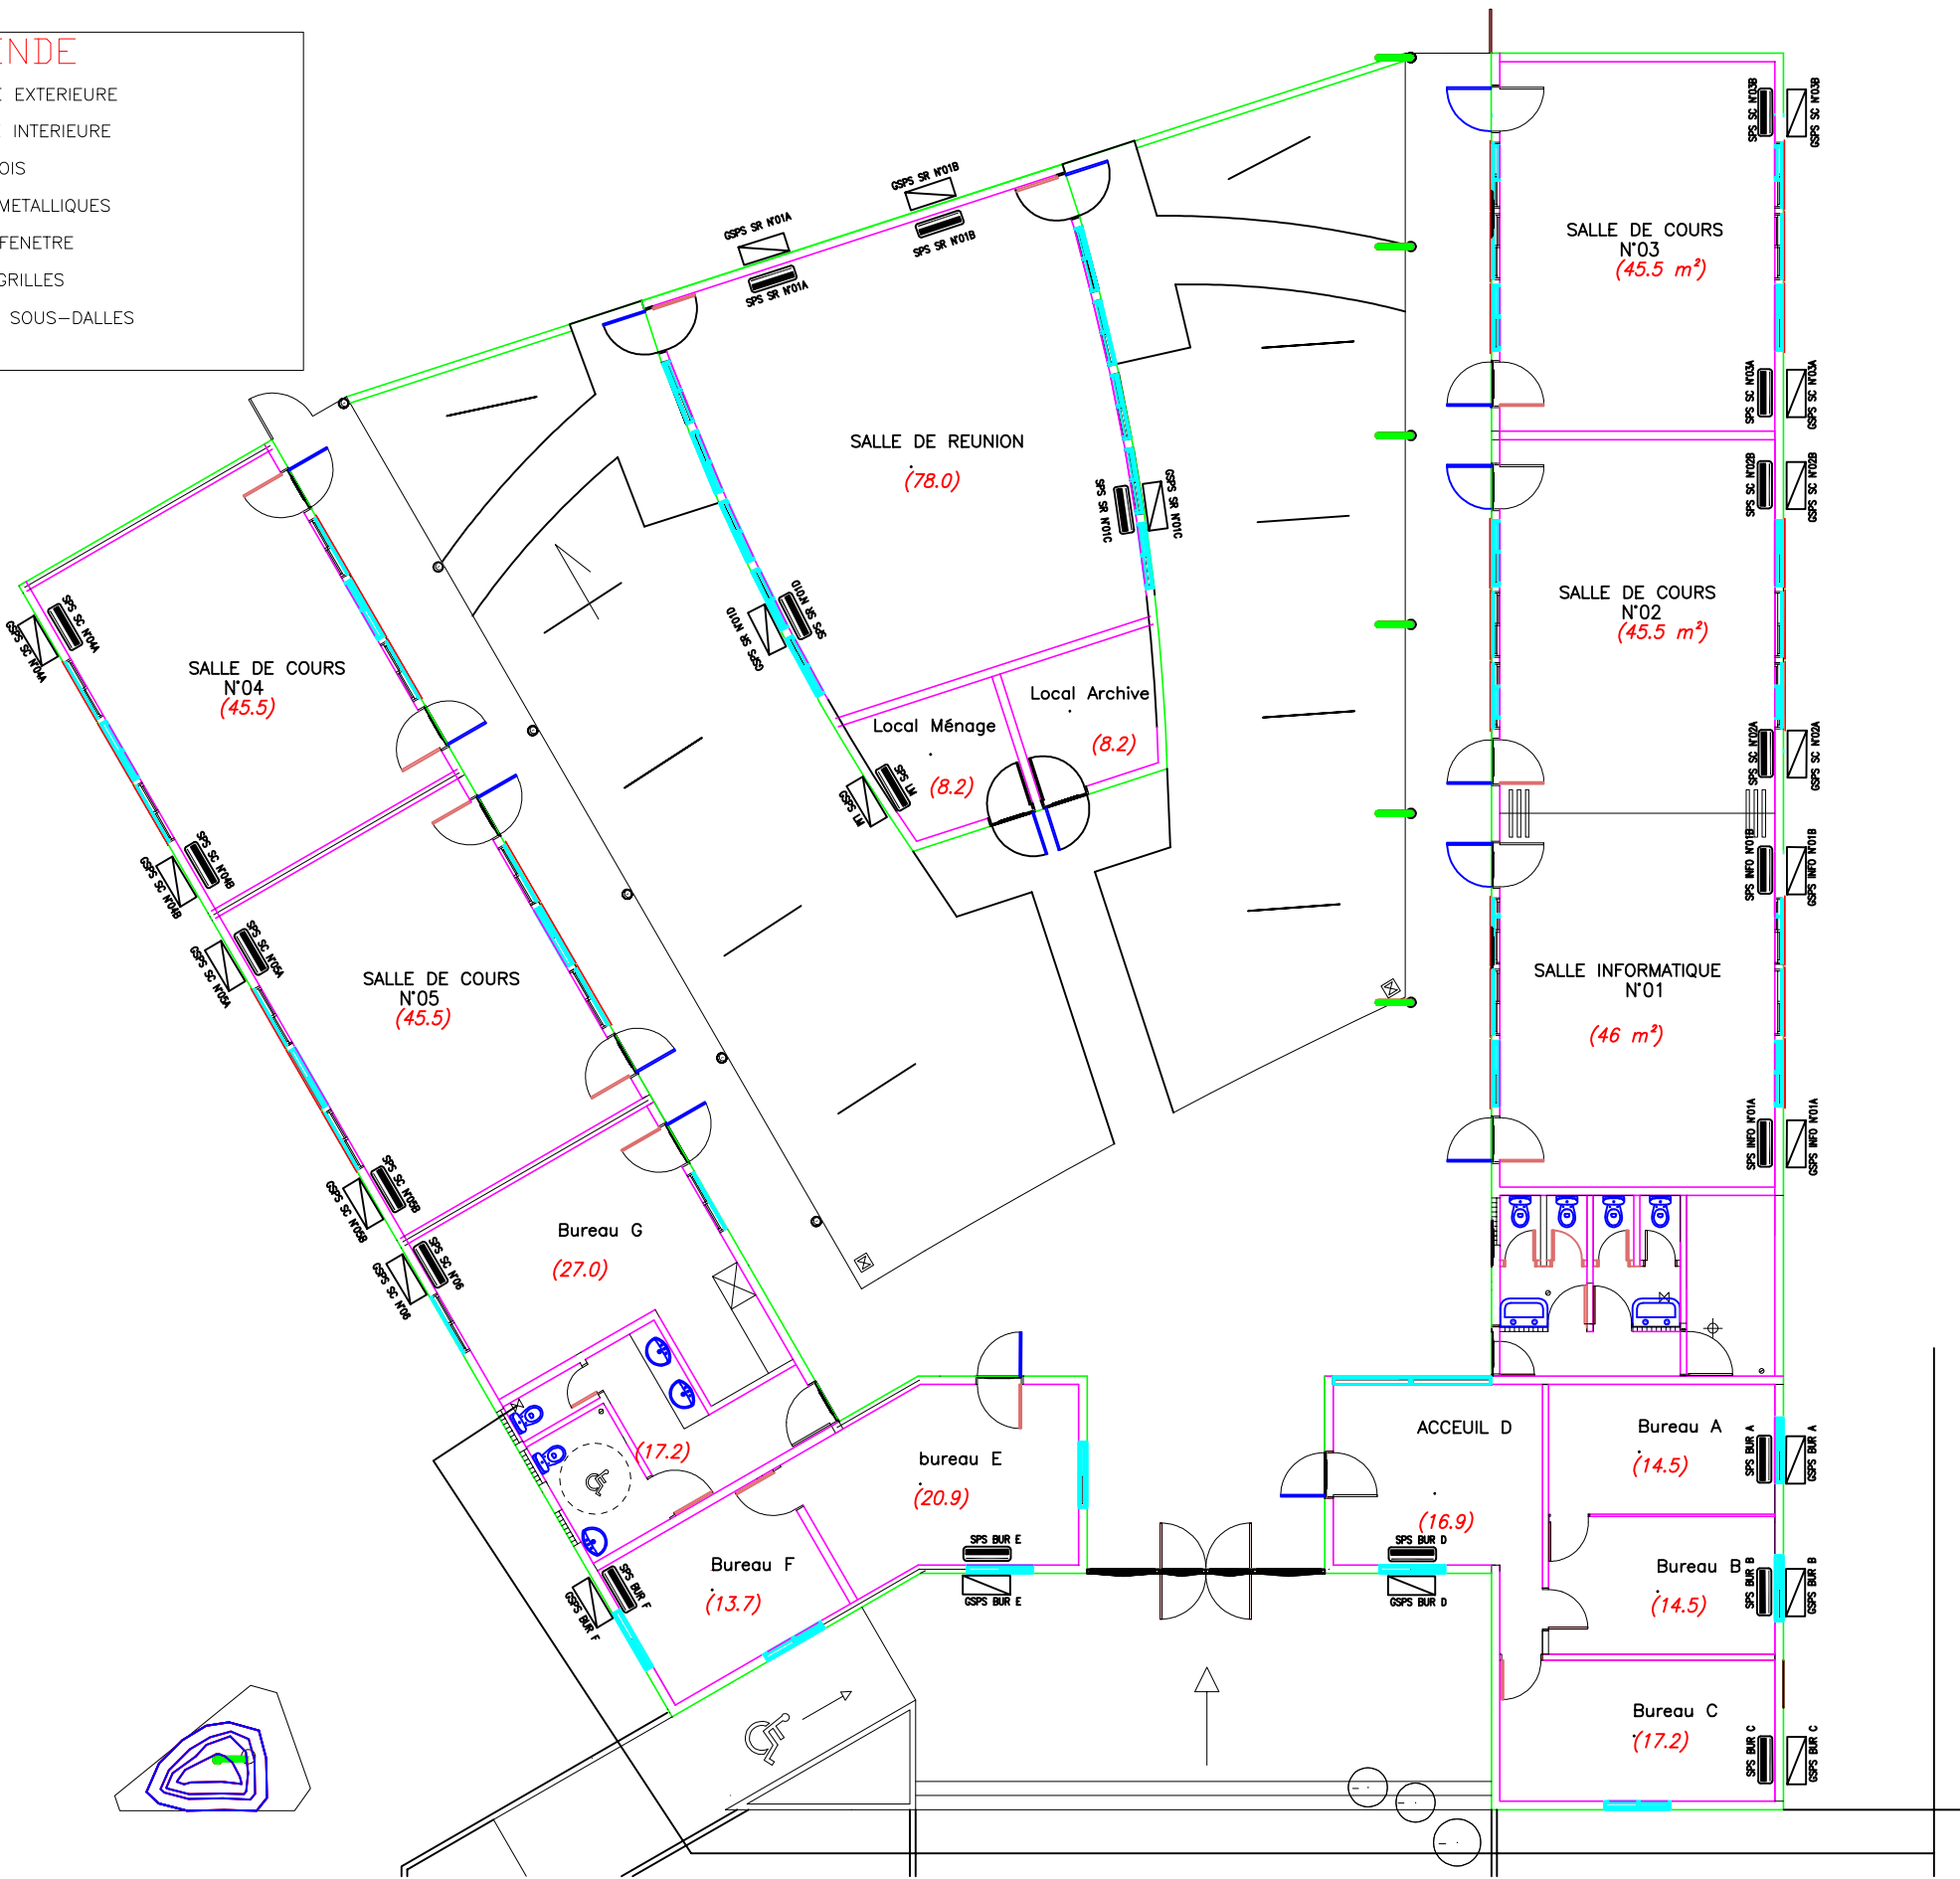 ENDE
E EXTERIEURE
E INTERIEURE
OIS
METALLIQUES
FENETRE
GRILLES
SOUS-DALLES
GSPS SR N°01B
SPS SR N°01B
GSPS SR N°01A
SPS SR N°01A
SALLE DE REUNION
(78.0)
SPS SR N°01C
GSPS SR N°01C
SPS SR N°01D
GSPS SR N°01D
Local Archive
(8.2)
Local Ménage
(8.2)
SPS LM
GSPS LM
SALLE DE COURS
N°03
(45.5 m²)
SPS SC N°03B
GSPS SC N°03B
SPS SC N°03A
GSPS SC N°03A
SALLE DE COURS
N°02
(45.5 m²)
SPS SC N°02B
GSPS SC N°02B
SPS SC N°02A
GSPS SC N°02A
SALLE INFORMATIQUE
N°01
(46 m²)
SPS INFO N°01B
GSPS INFO N°01B
SPS INFO N°01A
GSPS INFO N°01A
SALLE DE COURS
N°04
(45.5)
SPS SC N°04A
GSPS SC N°04A
SPS SC N°04B
GSPS SC N°04B
SALLE DE COURS
N°05
(45.5)
SPS SC N°05A
GSPS SC N°05A
SPS SC N°05B
GSPS SC N°05B
Bureau G
(27.0)
SPS SC N°06
GSPS SC N°06
(17.2)
bureau E
(20.9)
SPS BUR E
GSPS BUR E
Bureau F
(13.7)
SPS BUR F
GSPS BUR F
ACCEUIL D
(16.9)
SPS BUR D
GSPS BUR D
Bureau A
(14.5)
SPS BUR A
GSPS BUR A
Bureau B
(14.5)
SPS BUR B
GSPS BUR B
Bureau C
(17.2)
SPS BUR C
GSPS BUR C